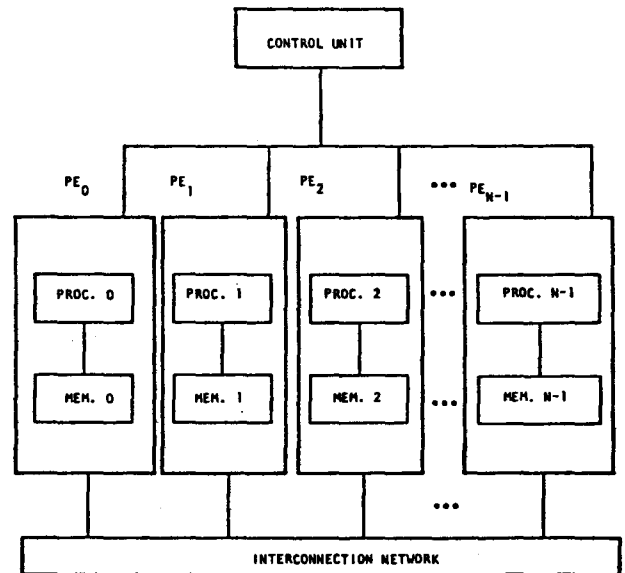 CONTROL UNIT
PE0 PE1 PE2 ••• PEN-1
PROC. 0 PROC. 1 PROC. 2 ••• PROC. N-1
MEM. 0 MEM. 1 MEM. 2 ••• MEM. N-1
•••
INTERCONNECTION NETWORK